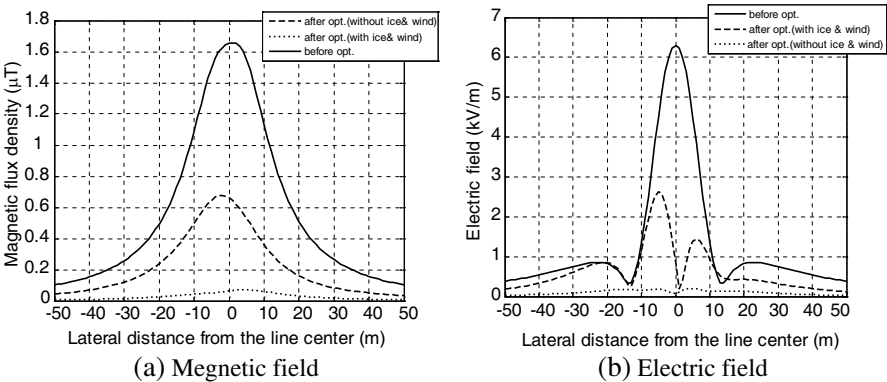 after opt.(without ice& wind)
after opt.(with ice& wind)
before opt.
Magnetic flux density (μT)
1.8
1.6
1.4
1.2
1
0.8
0.6
0.4
0.2
0
-50 -40 -30 -20 -10 0 10 20 30 40 50
Lateral distance from the line center (m)
(a) Megnetic field
before opt.
after opt.(with ice & wind)
after opt.(without ice & wind)
Electric field (kV/m)
7
6
5
4
3
2
1
0
-50 -40 -30 -20 -10 0 10 20 30 40 50
Lateral distance from the line center (m)
(b) Electric field